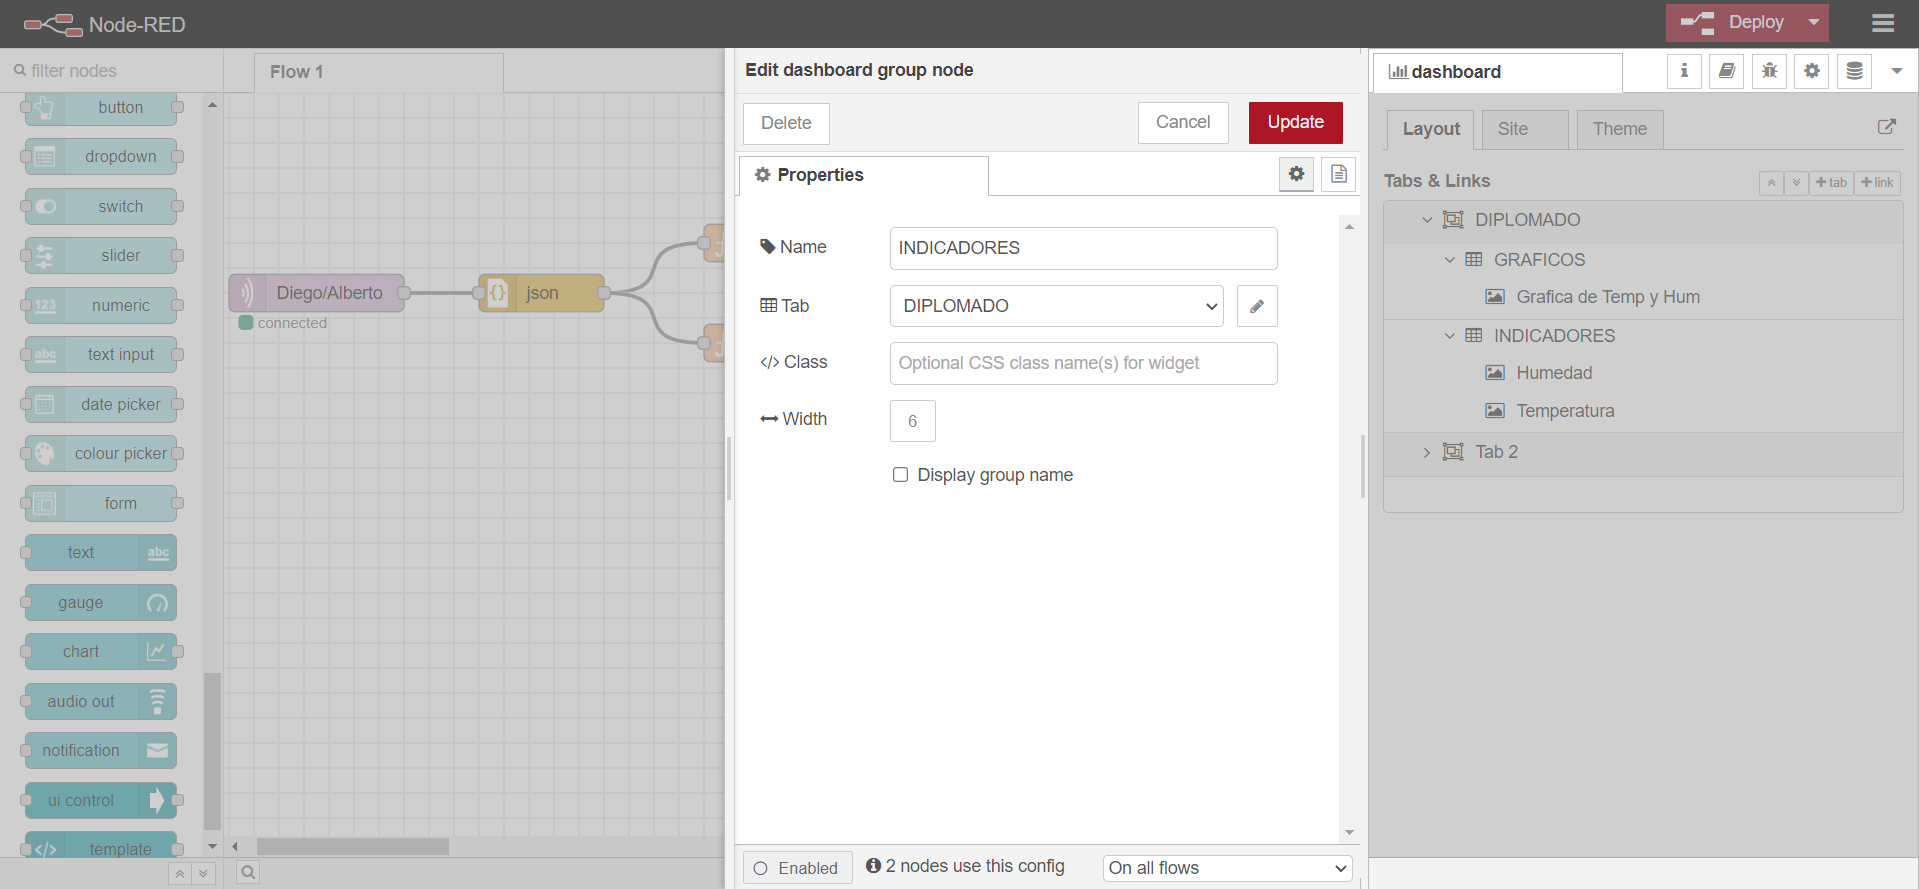 Node-RED
Deploy
filter nodes
Flow 1
button
dropdown
switch
slider
123 numeric
abc text input
date picker
colour picker
form
text abc
gauge
chart
audio out
notification
ui control
</> template
Diego/Alberto
connected
{} json
Edit dashboard group node
Delete
Cancel
Update
Properties
Name
INDICADORES
Tab
DIPLOMADO
</> Class
Optional CSS class name(s) for widget
Width
6
Display group name
Enabled
2 nodes use this config
On all flows
dashboard
Layout
Site
Theme
Tabs & Links
+ tab
+ link
DIPLOMADO
GRAFICOS
Grafica de Temp y Hum
INDICADORES
Humedad
Temperatura
Tab 2